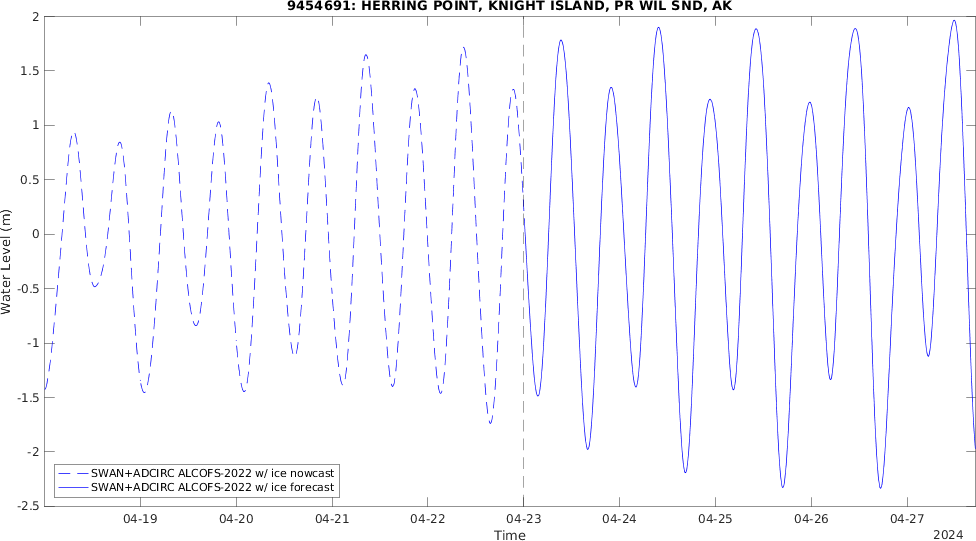 9454691: HERRING POINT, KNIGHT ISLAND, PR WIL SND, AK
2
1.5
1
0.5
0
-0.5
-1
-1.5
-2
-2.5
Water Level (m)
SWAN+ADCIRC ALCOFS-2022 w/ ice nowcast
SWAN+ADCIRC ALCOFS-2022 w/ ice forecast
04-19 04-20 04-21 04-22 04-23 04-24 04-25 04-26 04-27
Time
2024